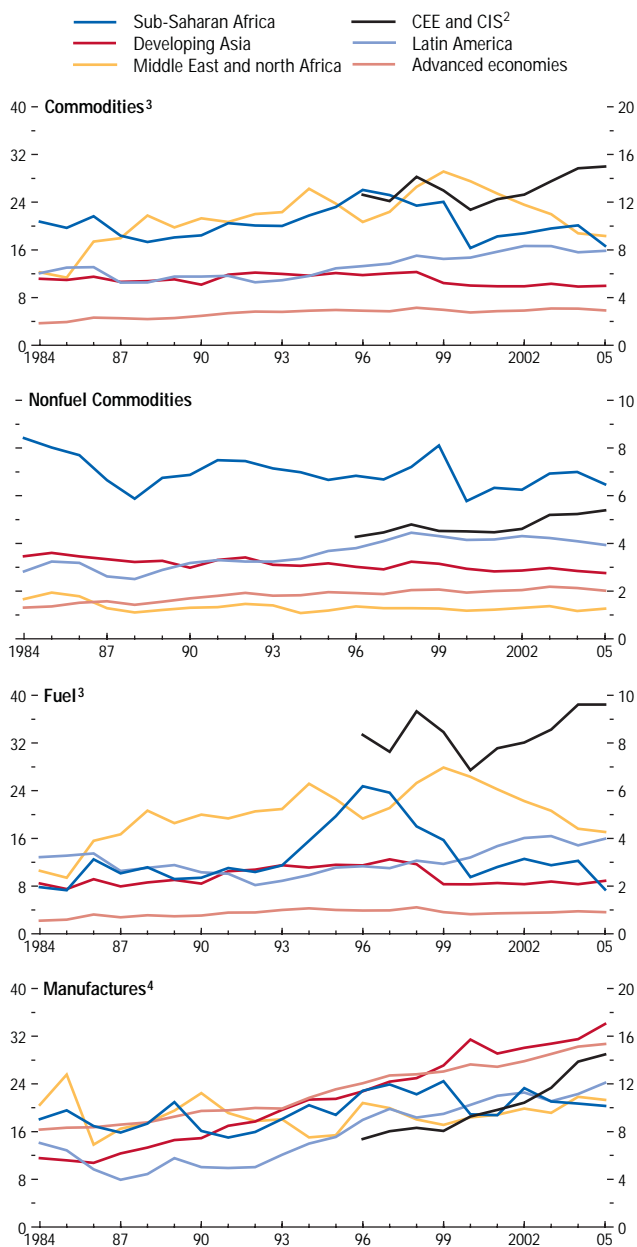 Sub-Saharan Africa CEE and CIS2
Developing Asia Latin America
Middle East and north Africa Advanced economies
Commodities3
40 20
32 16
24 12
16 8
8 4
0 0
1984 87 90 93 96 99 2002 05
Nonfuel Commodities
10
8
6
4
2
0
1984 87 90 93 96 99 2002 05
Fuel3
40 10
32 8
24 6
16 4
8 2
0 0
1984 87 90 93 96 99 2002 05
Manufactures4
40 20
32 16
24 12
16 8
8 4
0 0
1984 87 90 93 96 99 2002 05